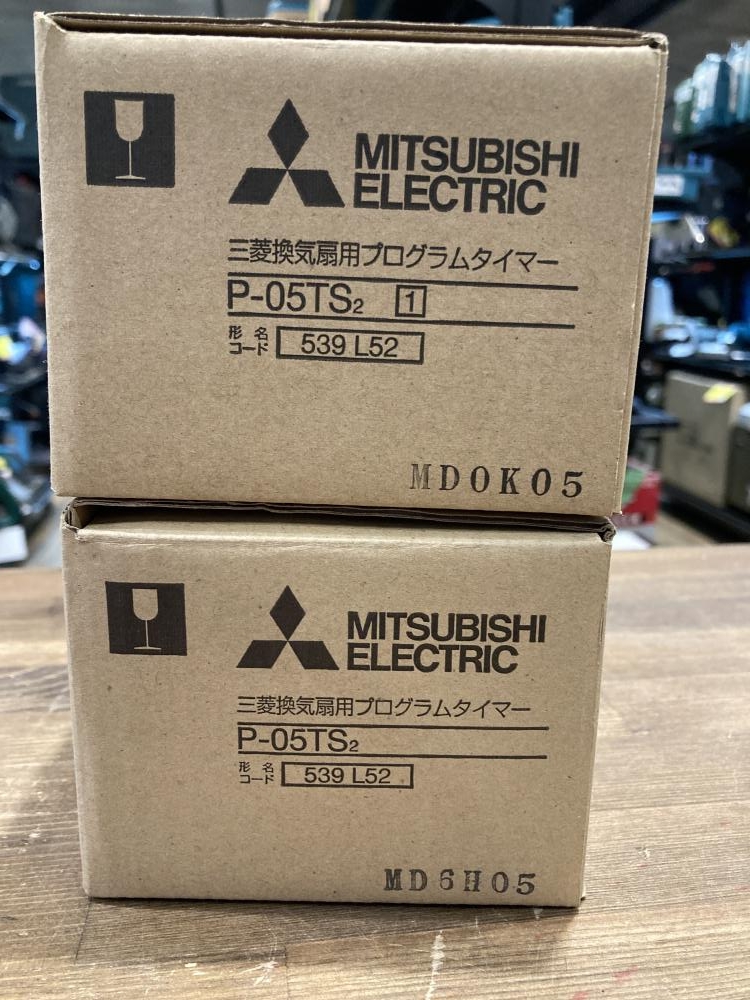 MITSUBISHI
ELECTRIC
三菱換気扇用プログラムタイマー
P-05TS₂ 1
形名
コード 539 L52
MD0K05
MITSUBISHI
ELECTRIC
三菱換気扇用プログラムタイマー
P-05TS₂
形名
コード 539 L52
MD6H05